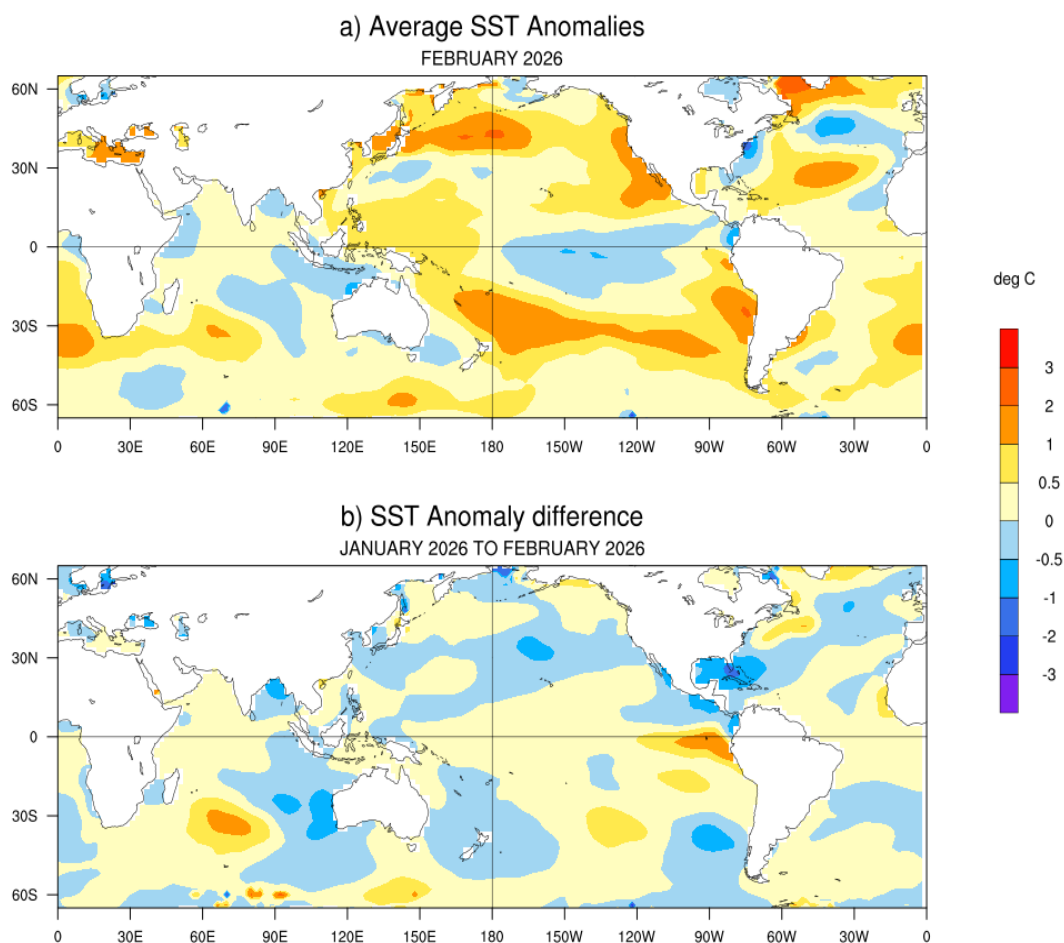 a) Average SST Anomalies
FEBRUARY 2026
60N
30N
0
30S
60S
0 30E 60E 90E 120E 150E 180 150W 120W 90W 60W 30W 0
b) SST Anomaly difference
JANUARY 2026 TO FEBRUARY 2026
60N
30N
0
30S
60S
0 30E 60E 90E 120E 150E 180 150W 120W 90W 60W 30W 0
deg C
3
2
1
0.5
0
-0.5
-1
-2
-3